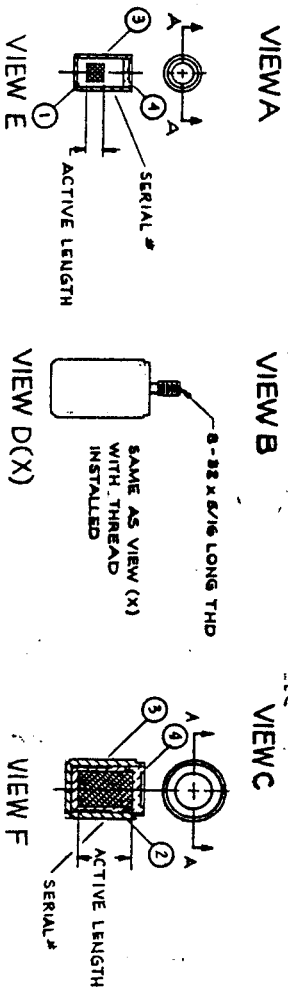 VIEW A
VIEW B
VIEW C
A
A
3
4
1
SERIAL #
ACTIVE LENGTH
VIEW E
8-32 x 5/16 LONG THD
SAME AS VIEW (X)
WITH THREAD
INSTALLED
VIEW D(X)
A
A
3
4
2
ACTIVE LENGTH
SERIAL #
VIEW F